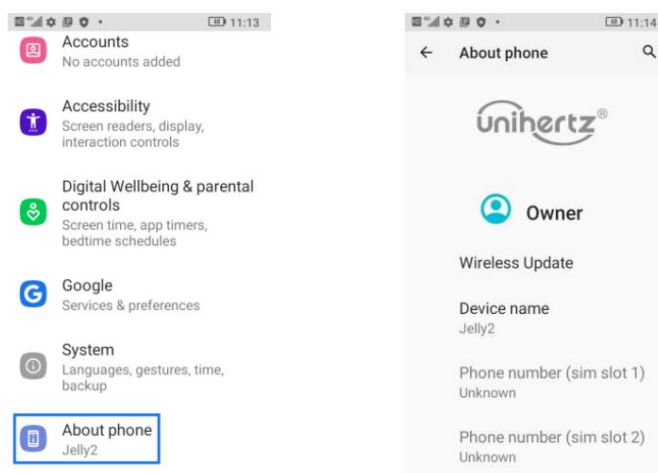 11:13
Accounts
No accounts added
Accessibility
Screen readers, display,
interaction controls
Digital Wellbeing & parental
controls
Screen time, app timers,
bedtime schedules
Google
Services & preferences
System
Languages, gestures, time,
backup
About phone
Jelly2
11:14
About phone
unihertz®
Owner
Wireless Update
Device name
Jelly2
Phone number (sim slot 1)
Unknown
Phone number (sim slot 2)
Unknown